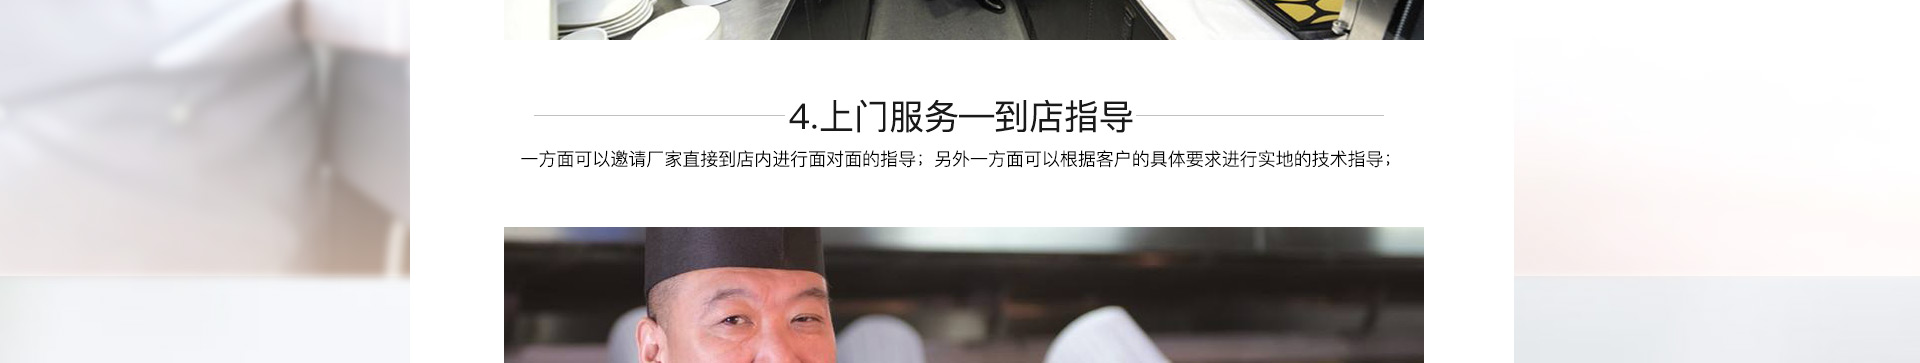 4.上门服务—到店指导
一方面可以邀请厂家直接到店内进行面对面的指导；另外一方面可以根据客户的具体要求进行实地的技术指导；